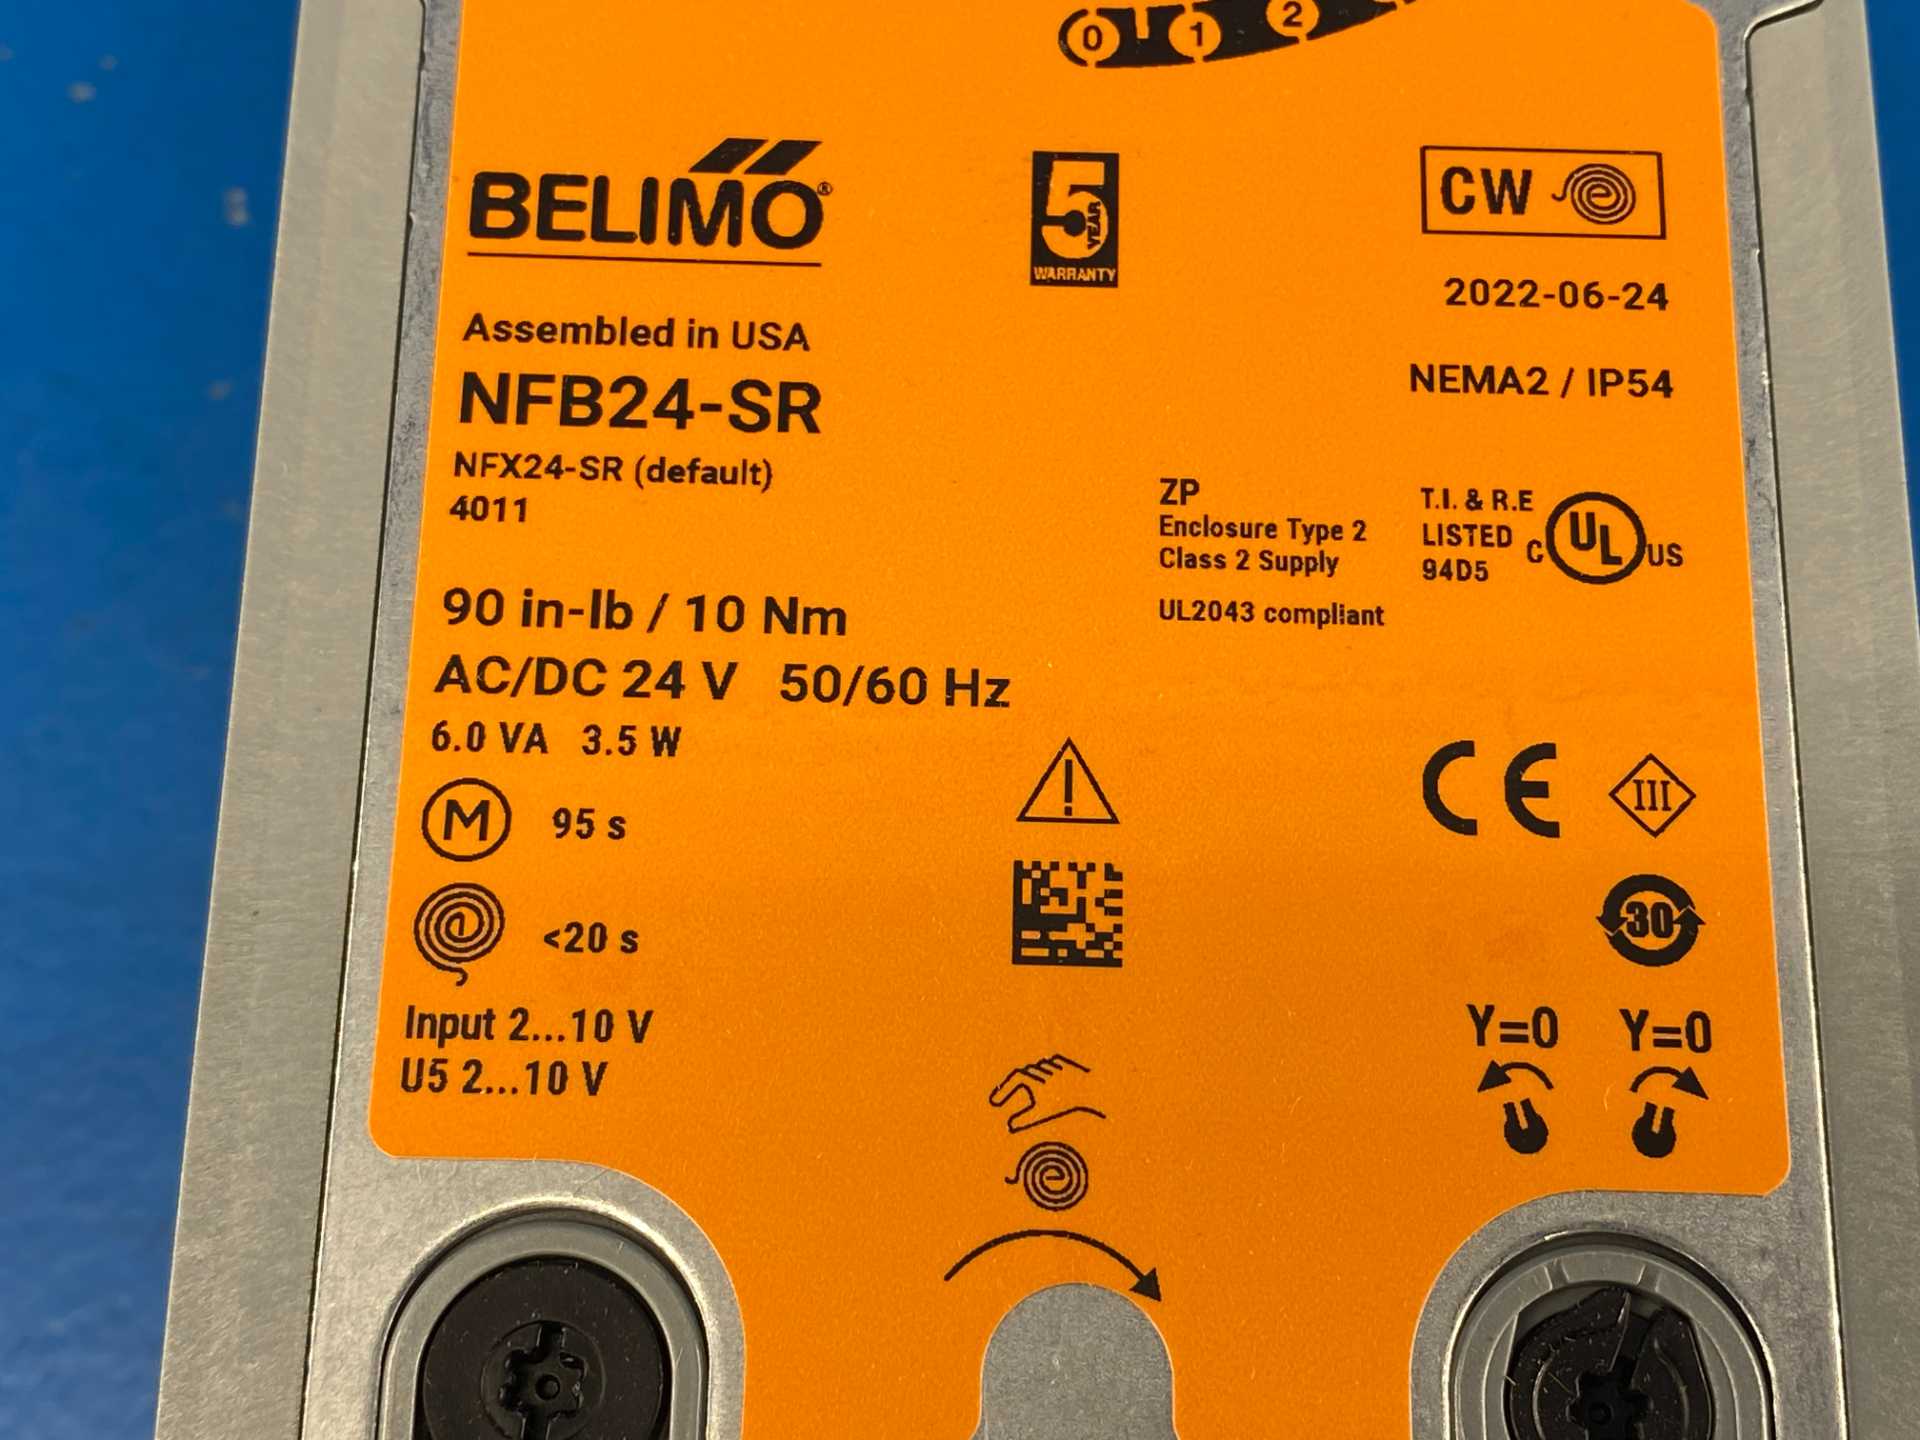 0 1 2
BELIMO®
5 YEAR
WARRANTY
CW
2022-06-24
Assembled in USA
NFB24-SR
NEMA2 / IP54
NFX24-SR (default)
4011
ZP
Enclosure Type 2
Class 2 Supply
UL2043 compliant
T.I. & R.E
LISTED
94D5
C UL US
90 in-lb / 10 Nm
AC/DC 24 V 50/60 Hz
6.0 VA 3.5 W
M 95 s
<20 s
Input 2...10 V
U5 2...10 V
!
CE III
30
Y=0 Y=0